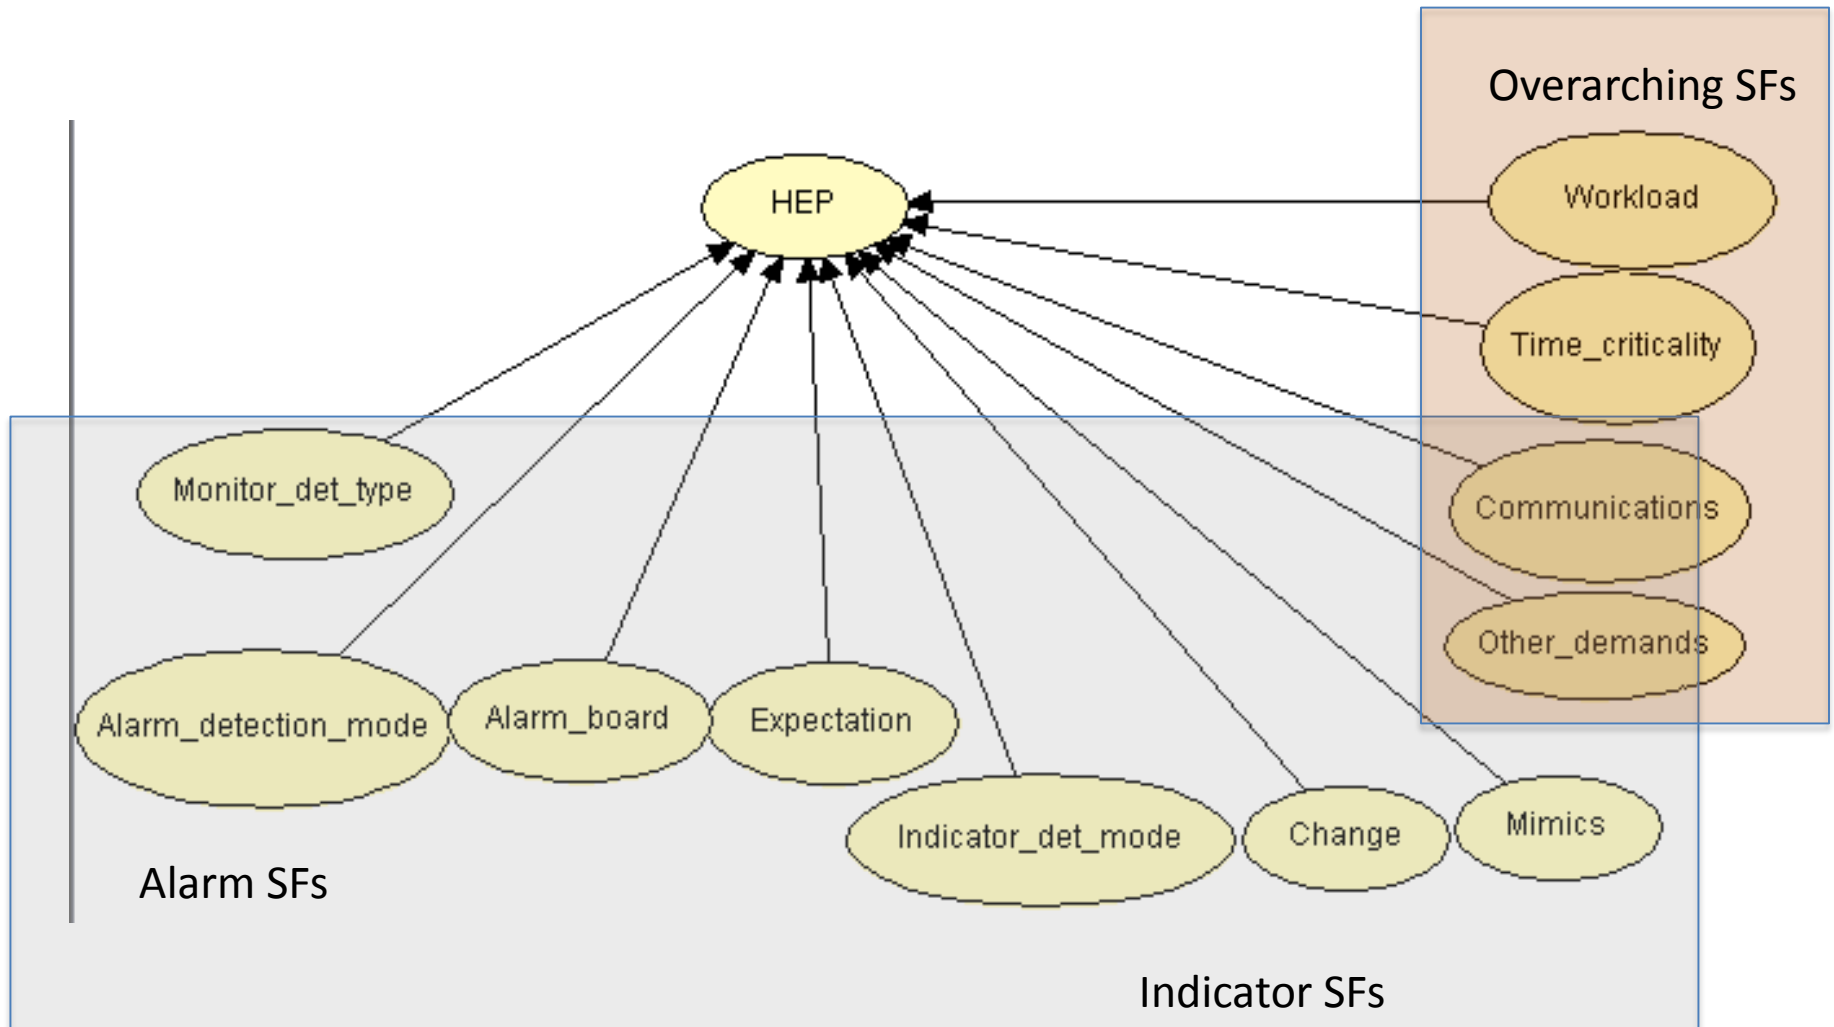 Overarching SFs
HEP
Workload
Time_criticality
Monitor_det_type
Communications
Other_demands
Alarm_detection_mode
Alarm_board
Expectation
Indicator_det_mode
Change
Mimics
Alarm SFs
Indicator SFs